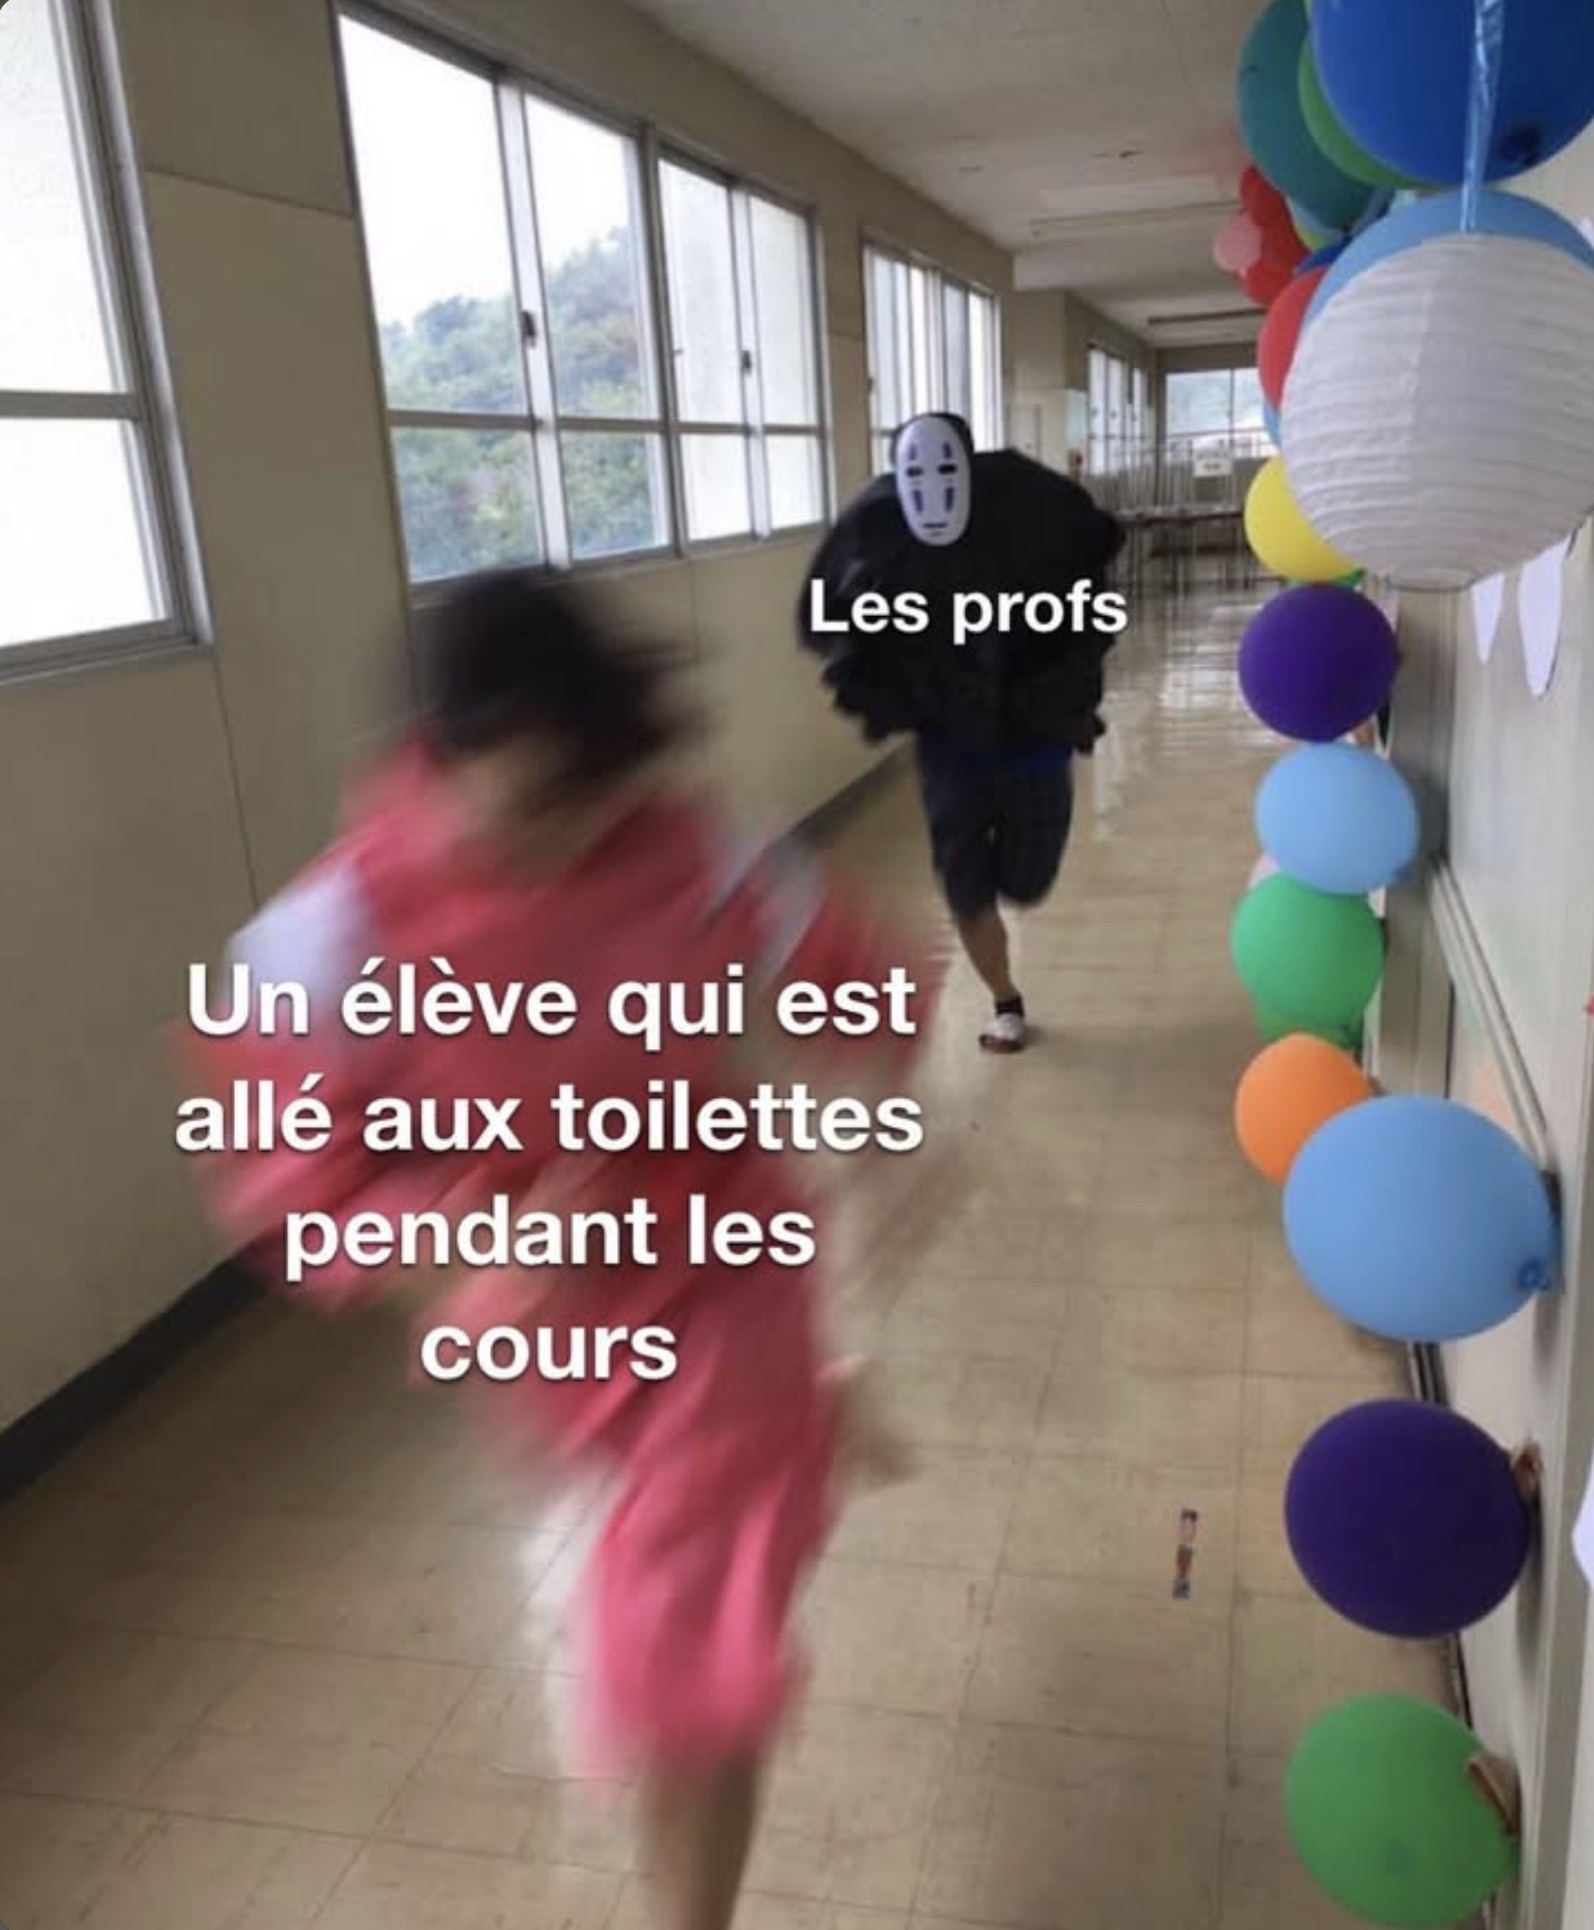 Les profs
Un élève qui est
allé aux toilettes
pendant les
cours